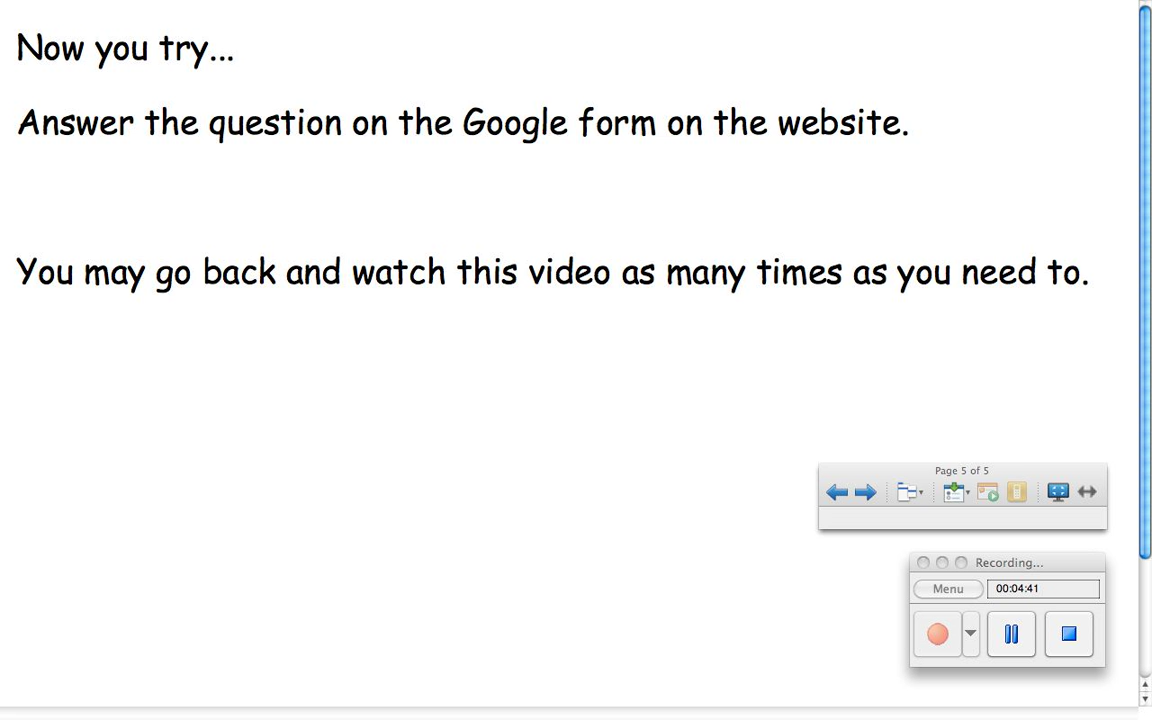 Now you try...
Answer the question on the Google form on the website.
You may go back and watch this video as many times as you need to.
Page 5 of 5
Recording...
Menu
00:04:41